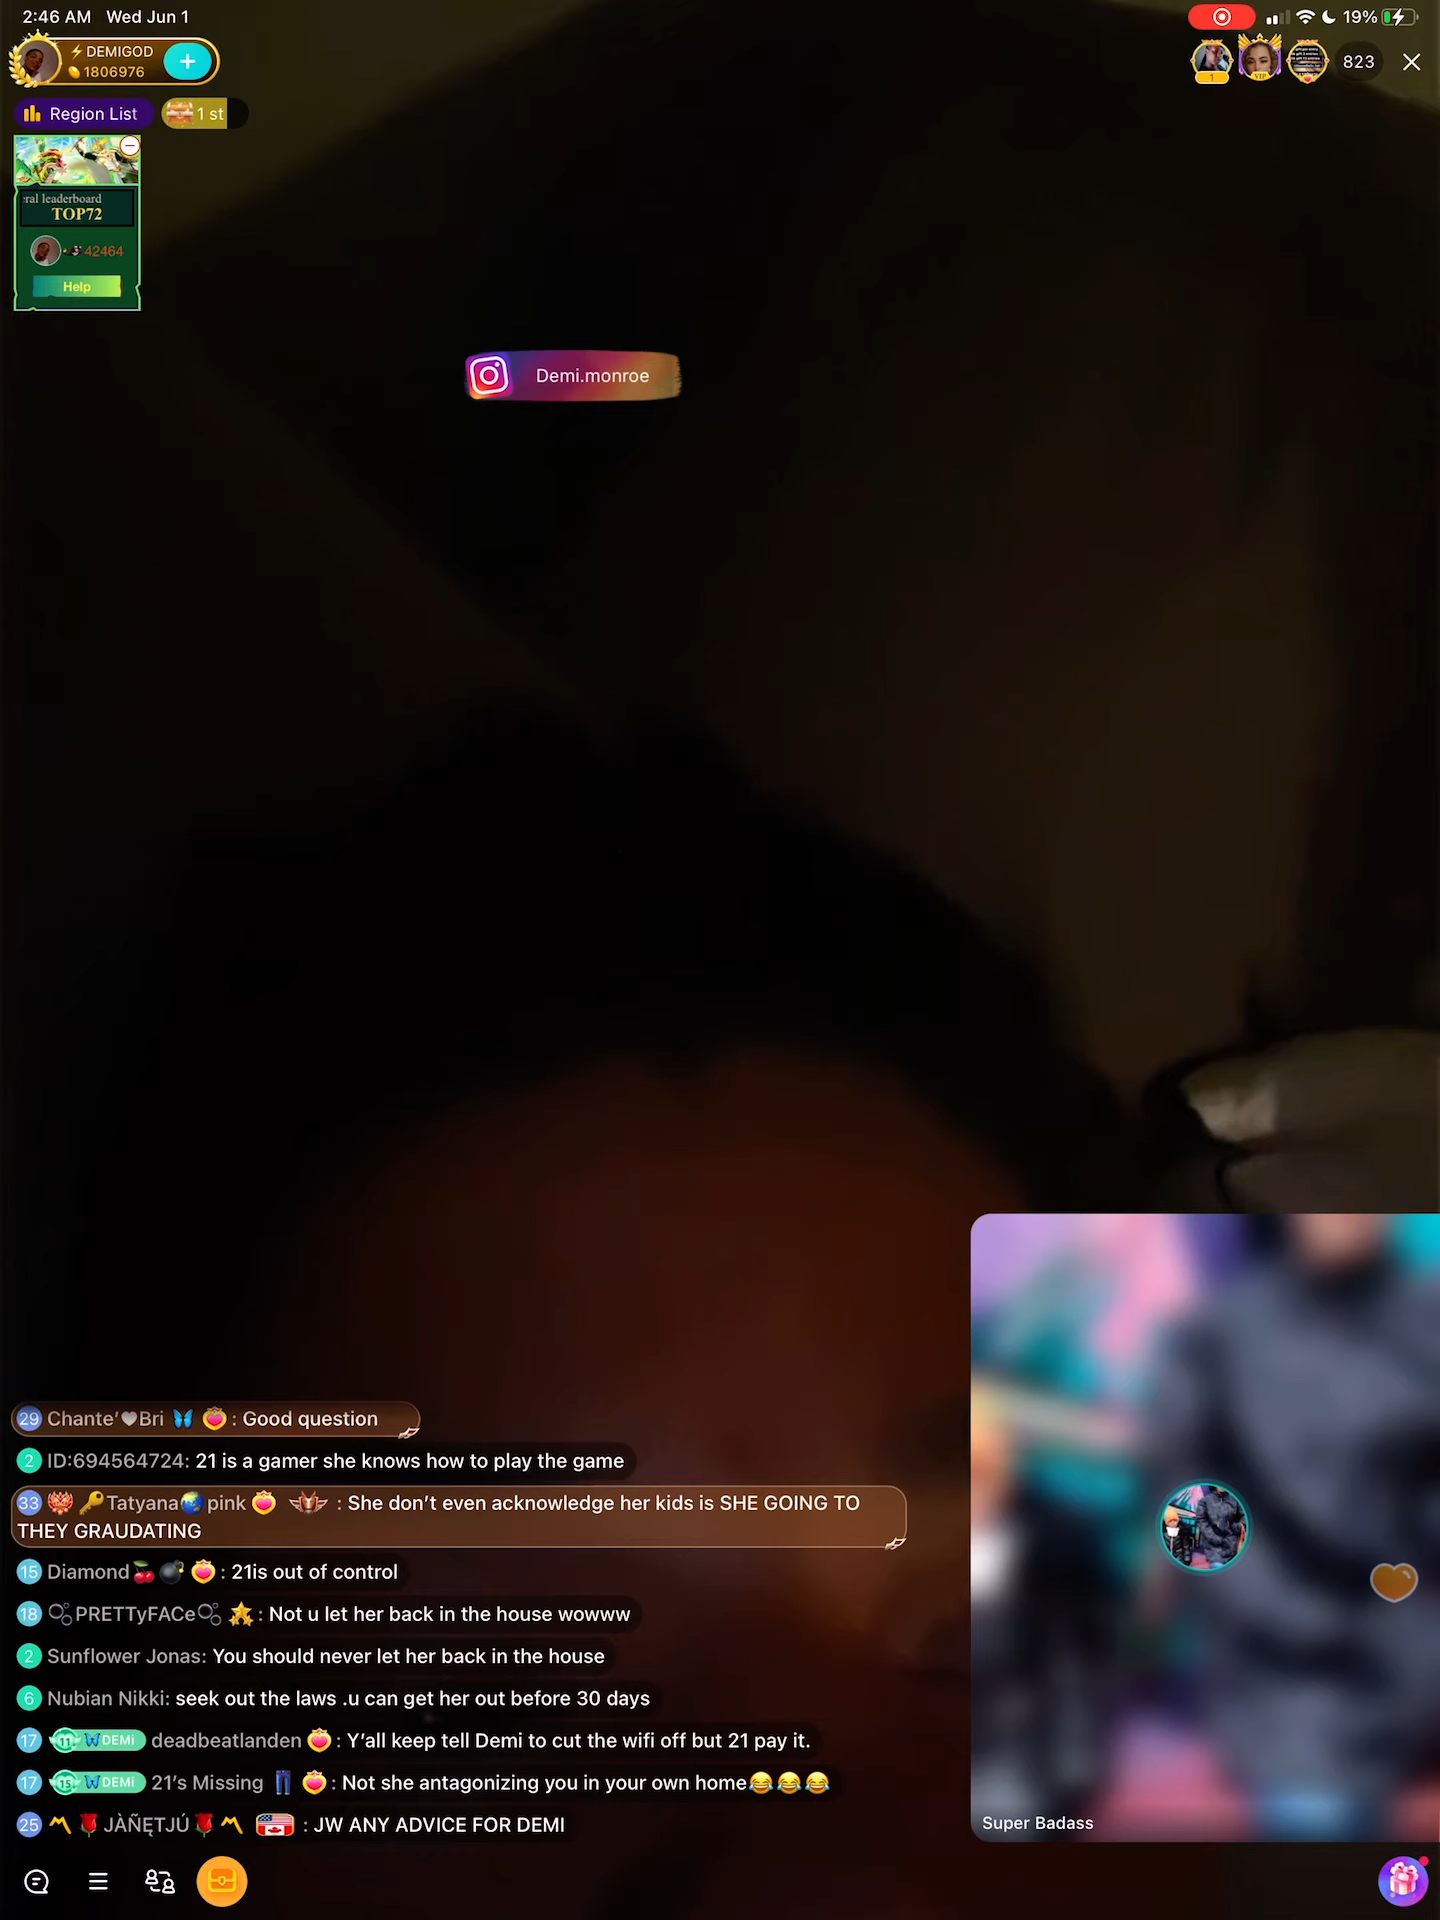 2:46 AM Wed Jun 1
19%
⚡DEMIGOD
1806976
1
VIP
823
Region List
1 st
ral leaderboard
TOP72
42464
Help
Demi.monroe
29 Chante'🤍Bri 🦋 : Good question
2 ID:694564724: 21 is a gamer she knows how to play the game
33 🔑Tatyana🌏pink : She don't even acknowledge her kids is SHE GOING TO
THEY GRAUDATING
15 Diamond🍒💣 : 21is out of control
18 🫧PRETTyFACe🫧 : Not u let her back in the house wowww
2 Sunflower Jonas: You should never let her back in the house
6 Nubian Nikki: seek out the laws .u can get her out before 30 days
17 11 🦋DEMi deadbeatlanden : Y'all keep tell Demi to cut the wifi off but 21 pay it.
17 15 🦋DEMi 21's Missing 👖 : Not she antagonizing you in your own home😂😂😂
25 〽️🌹JÀÑĘTJÚ🌹〽️ : JW ANY ADVICE FOR DEMI
Super Badass